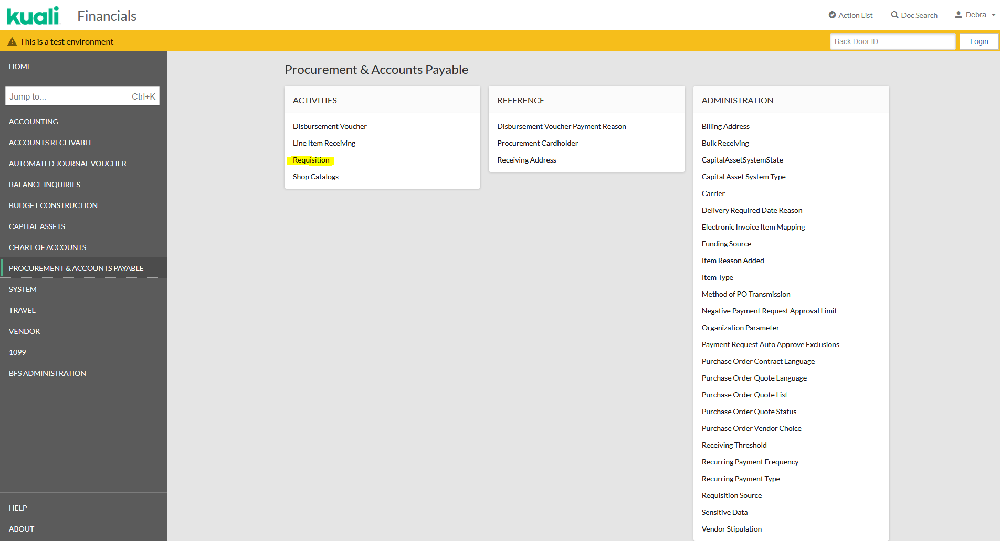 kuali Financials
Action List
Doc Search
Debra
This is a test environment
Back Door ID
Login
HOME
Jump to... Ctrl+K
ACCOUNTING
ACCOUNTS RECEIVABLE
AUTOMATED JOURNAL VOUCHER
BALANCE INQUIRIES
BUDGET CONSTRUCTION
CAPITAL ASSETS
CHART OF ACCOUNTS
PROCUREMENT & ACCOUNTS PAYABLE
SYSTEM
TRAVEL
VENDOR
1099
BFS ADMINISTRATION
HELP
ABOUT
Procurement & Accounts Payable
ACTIVITIES
Disbursement Voucher
Line Item Receiving
Requisition
Shop Catalogs
REFERENCE
Disbursement Voucher Payment Reason
Procurement Cardholder
Receiving Address
ADMINISTRATION
Billing Address
Bulk Receiving
CapitalAssetSystemState
Capital Asset System Type
Carrier
Delivery Required Date Reason
Electronic Invoice Item Mapping
Funding Source
Item Reason Added
Item Type
Method of PO Transmission
Negative Payment Request Approval Limit
Organization Parameter
Payment Request Auto Approve Exclusions
Purchase Order Contract Language
Purchase Order Quote Language
Purchase Order Quote List
Purchase Order Quote Status
Purchase Order Vendor Choice
Receiving Threshold
Recurring Payment Frequency
Recurring Payment Type
Requisition Source
Sensitive Data
Vendor Stipulation